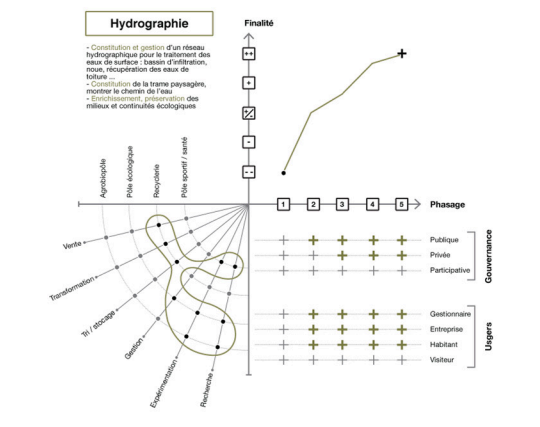 Hydrographie
- Constitution et gestion d'un réseau
hydrographique pour le traitement des
eaux de surface : bassin d'infiltration,
noue, récupération des eaux de
toiture ...
- Constitution de la trame paysagère,
montrer le chemin de l'eau
- Enrichissement, préservation des
milieux et continuités écologiques
Finalité
++
+
+/-
-
--
1 2 3 4 5 Phasage
Agrobiopôle
Pôle écologique
Recyclerie
Pôle sportif / santé
Vente
Transformation
Tri / stocage
Gestion
Expérimentation
Recherche
Publique
Privée
Participative
Gouvernance
Gestionnaire
Entreprise
Habitant
Visiteur
Usgers